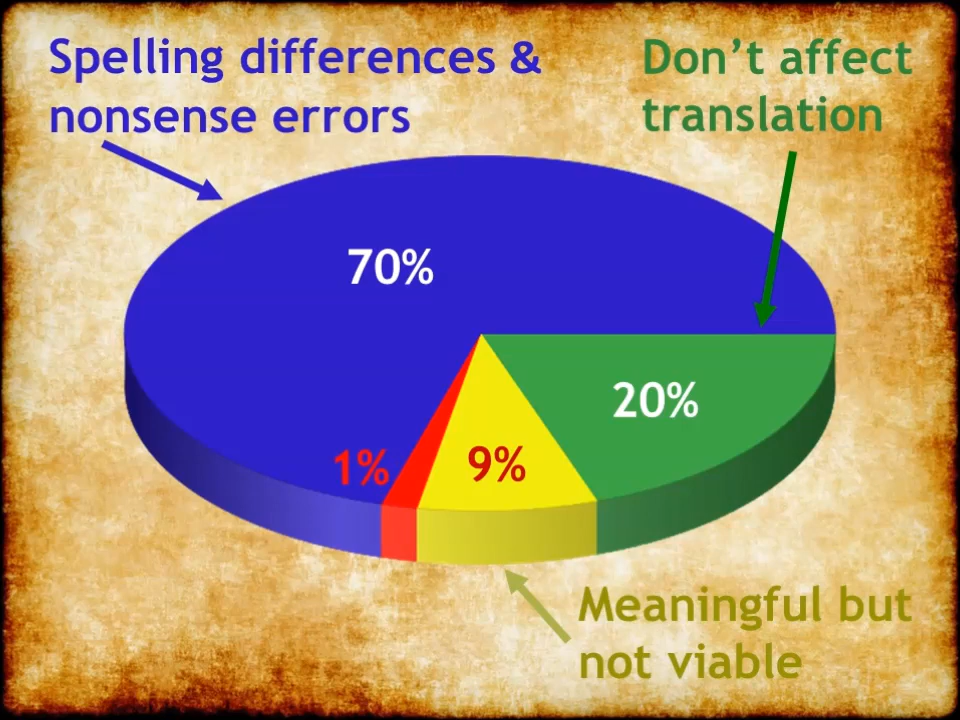 Spelling differences &
nonsense errors
Don’t affect
translation
70%
20%
1%
9%
Meaningful but
not viable